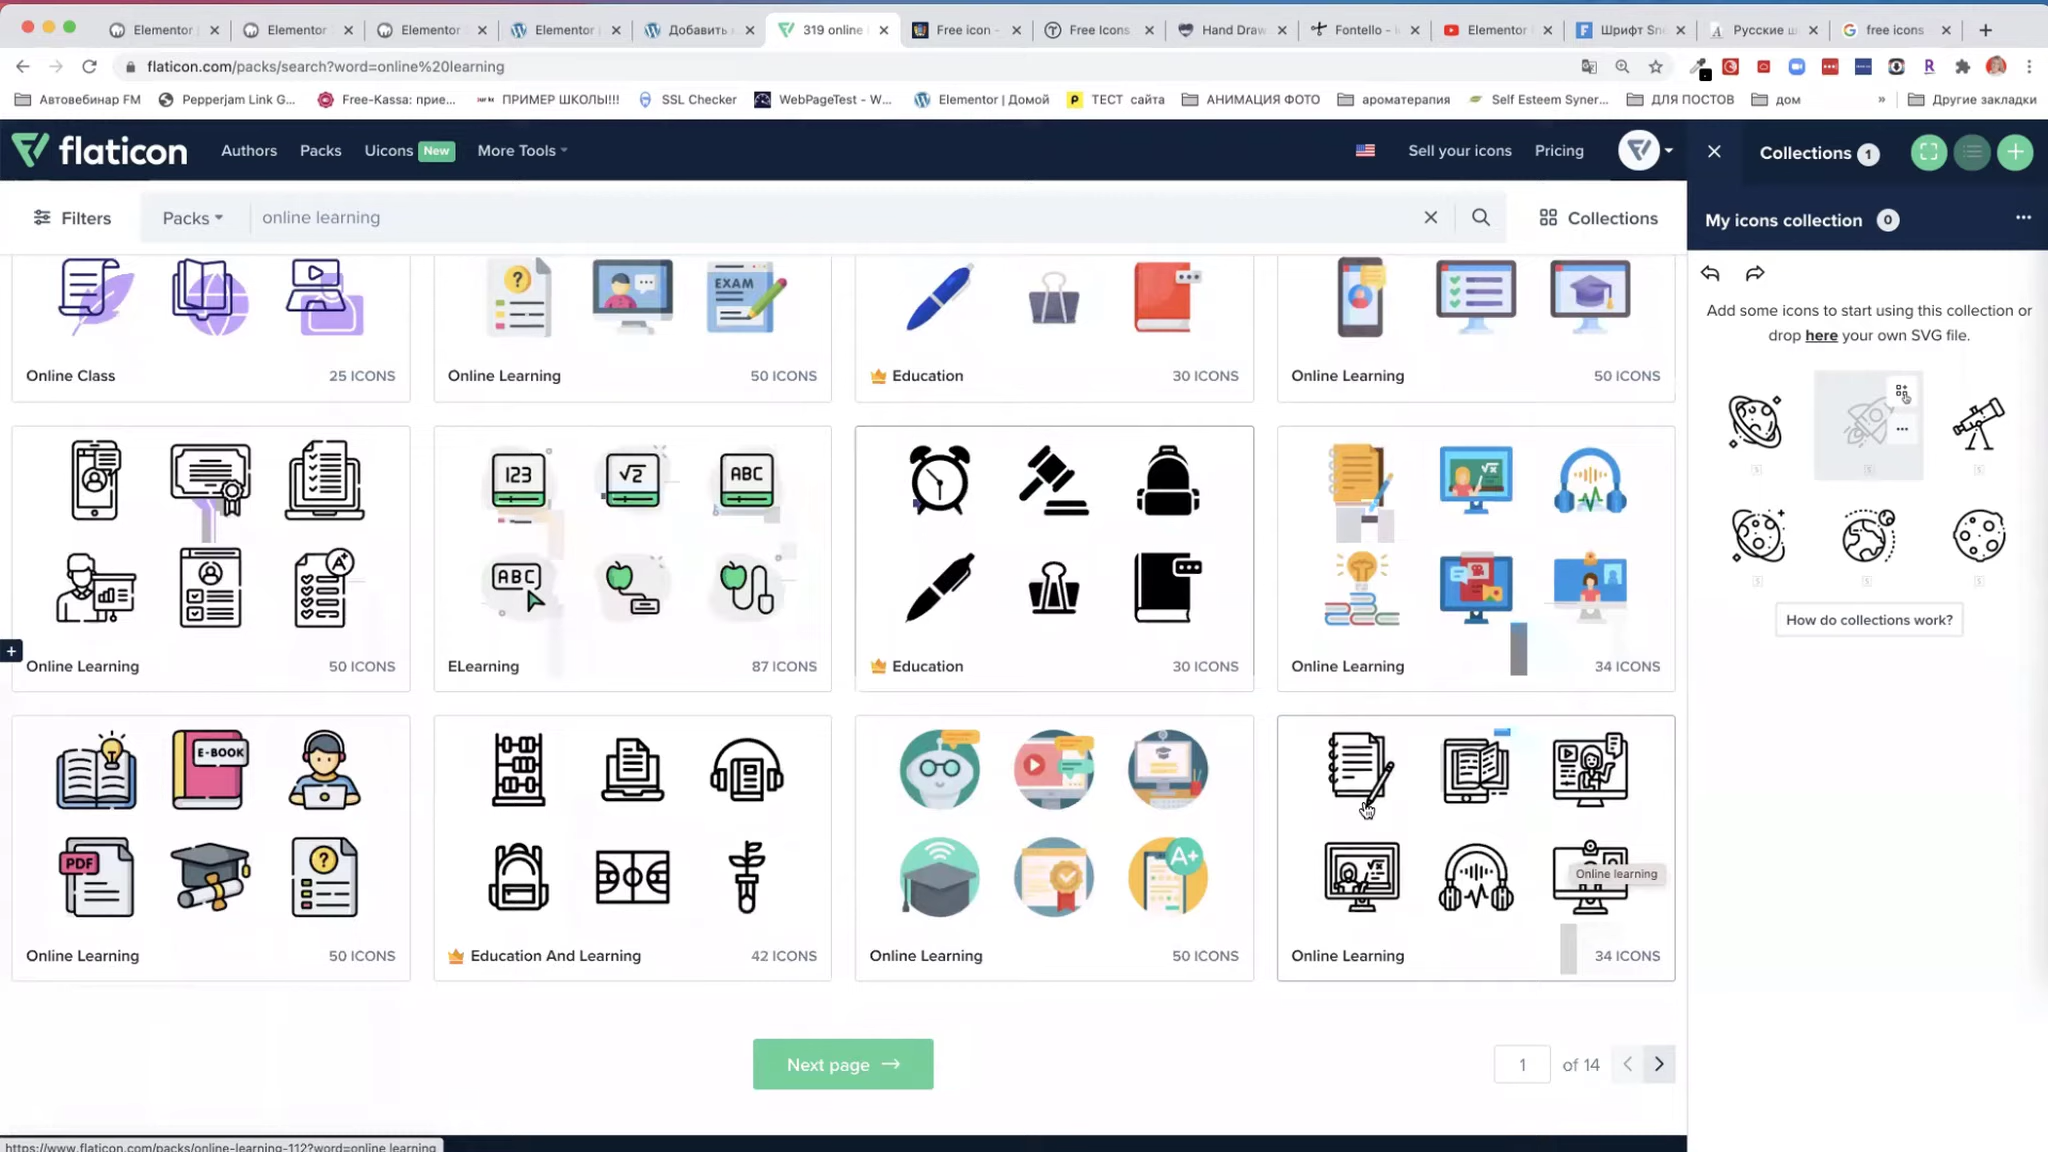 Elementor
Elementor
Elementor
Elementor
Добавить
319 online
Free icon -
Free Icons
Hand Draw
Fontello -
Elementor
Шрифт Sn
Русские ш
free icons
flaticon.com/packs/search?word=online%20learning
Автовебинар FM
Pepperjam Link G...
Free-Kassa: прие...
ПРИМЕР ШКОЛЫ!!!
SSL Checker
WebPageTest - W...
Elementor | Домой
ТЕСТ сайта
АНИМАЦИЯ ФОТО
ароматерапия
Self Esteem Syner...
ДЛЯ ПОСТОВ
дом
»
Другие закладки
flaticon
Authors
Packs
Uicons New
More Tools
Sell your icons
Pricing
Collections 1
Filters
Packs
online learning
Collections
My icons collection 0
Add some icons to start using this collection or
drop here your own SVG file.
How do collections work?
? EXAM
Online Class 25 ICONS
Online Learning 50 ICONS
Education 30 ICONS
Online Learning 50 ICONS
A+
Online Learning 50 ICONS
123 √2 ABC
ABC
ELearning 87 ICONS
Education 30 ICONS
Online Learning 34 ICONS
E-BOOK
PDF ?
Online Learning 50 ICONS
Education And Learning 42 ICONS
A+
Online Learning 50 ICONS
Online learning
Online Learning 34 ICONS
Next page →
1 of 14
https://www.flaticon.com/packs/online-learning-112?word=online learning